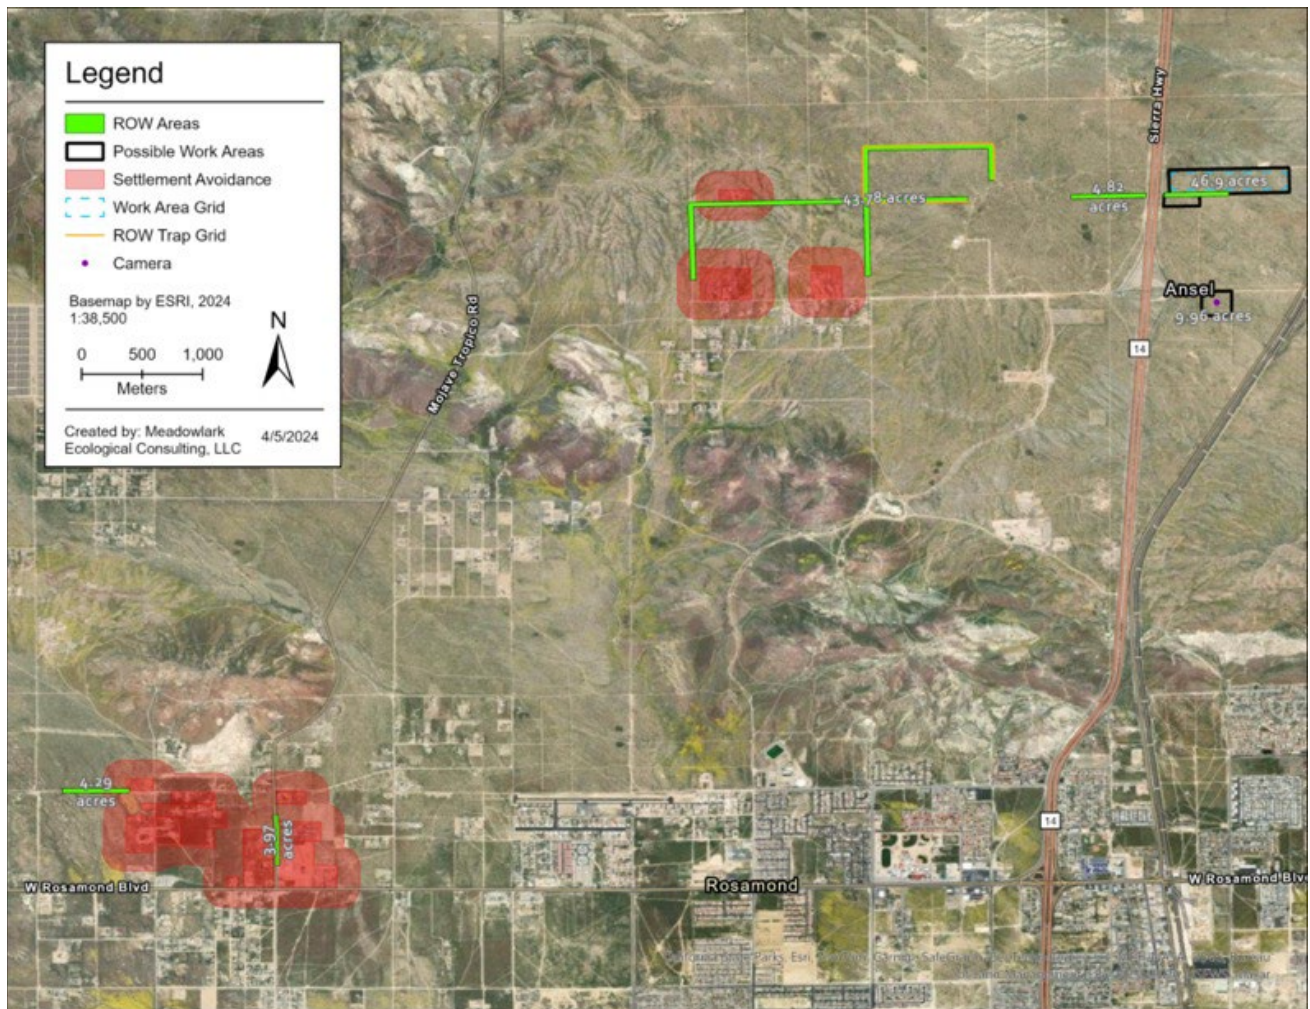 Legend
ROW Areas
Possible Work Areas
Settlement Avoidance
Work Area Grid
ROW Trap Grid
Camera
Basemap by ESRI, 2024
1:38,500
0 500 1,000
Meters
N
Created by: Meadowlark
Ecological Consulting, LLC
4/5/2024
Sierra Hwy
46.9 acres
4.82
acres
43.78 acres
Ansel
9.96 acres
14
Mojave Tropico Rd
4.29
acres
3.97
acres
14
W Rosamond Blvd
Rosamond
W Rosamond Blvd
Parks, Esri,